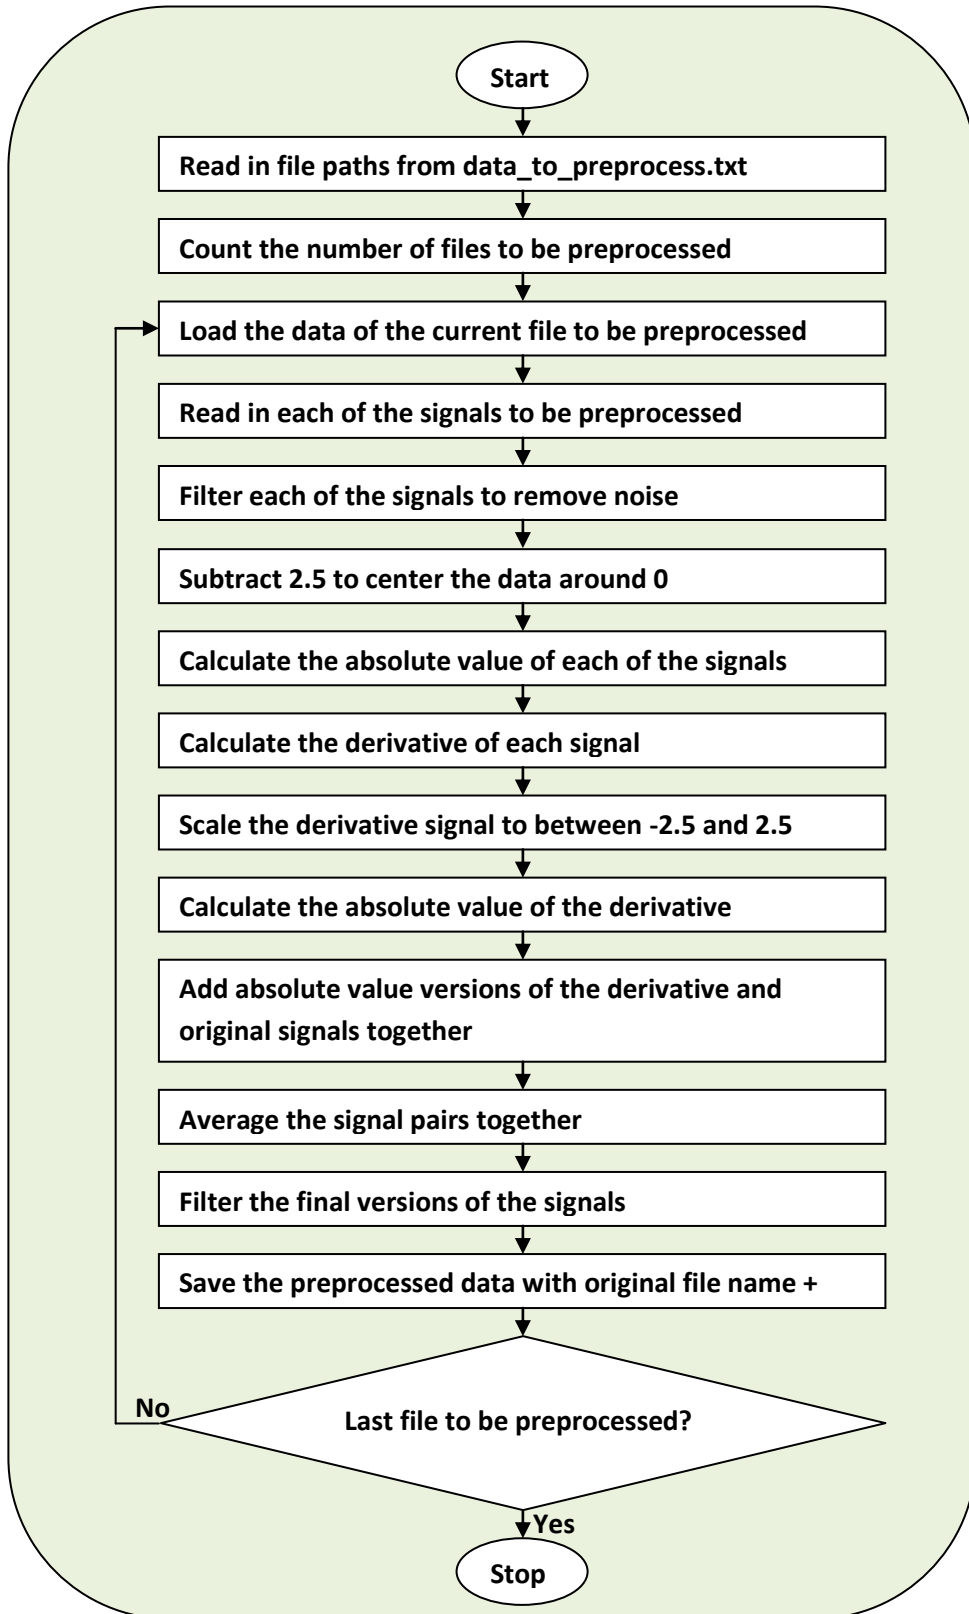 Start
Read in file paths from data_to_preprocess.txt
Count the number of files to be preprocessed
Load the data of the current file to be preprocessed
Read in each of the signals to be preprocessed
Filter each of the signals to remove noise
Subtract 2.5 to center the data around 0
Calculate the absolute value of each of the signals
Calculate the derivative of each signal
Scale the derivative signal to between -2.5 and 2.5
Calculate the absolute value of the derivative
Add absolute value versions of the derivative and
original signals together
Average the signal pairs together
Filter the final versions of the signals
Save the preprocessed data with original file name +
No
Last file to be preprocessed?
Yes
Stop